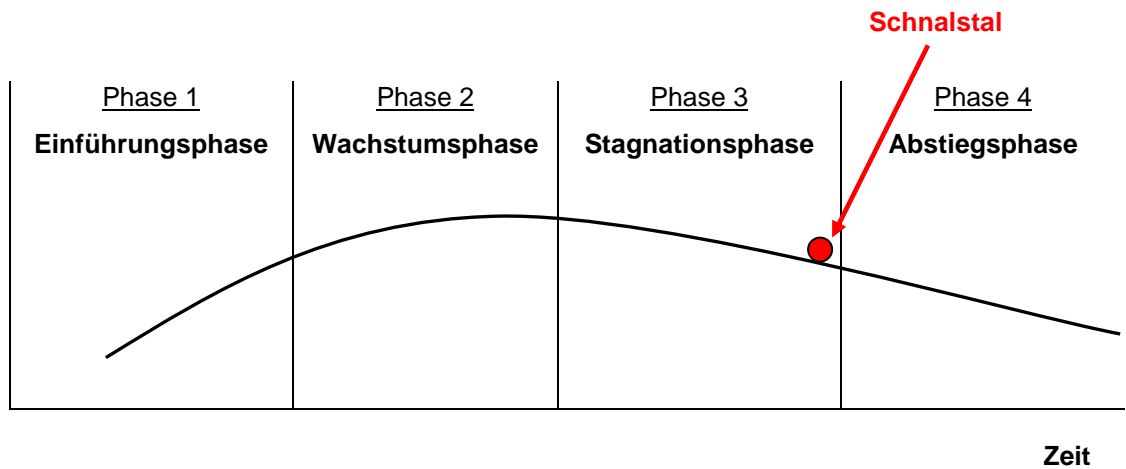 Schnalstal
Phase 1 Phase 2 Phase 3 Phase 4
Einführungsphase Wachstumsphase Stagnationsphase Abstiegsphase
Zeit